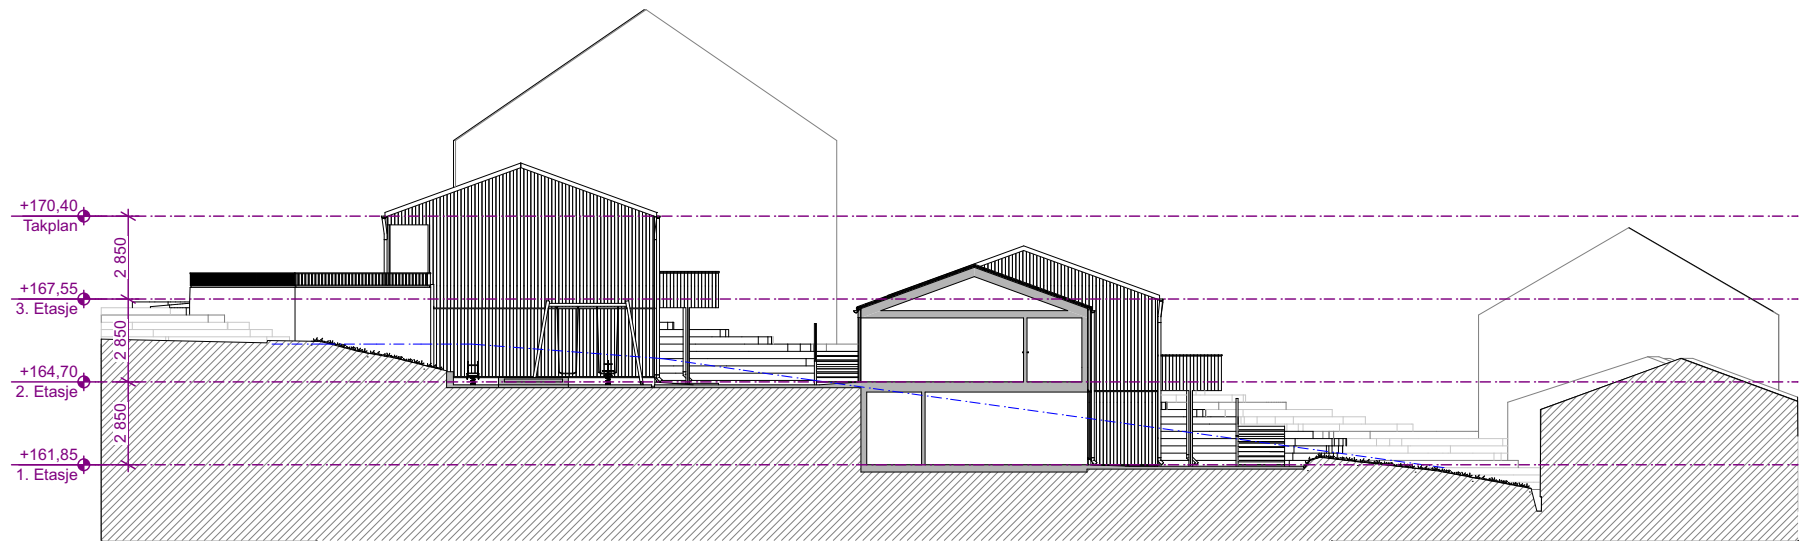 +170,40
Takplan
2 850
+167,55
3. Etasje
2 850
+164,70
2. Etasje
2 850
+161,85
1. Etasje